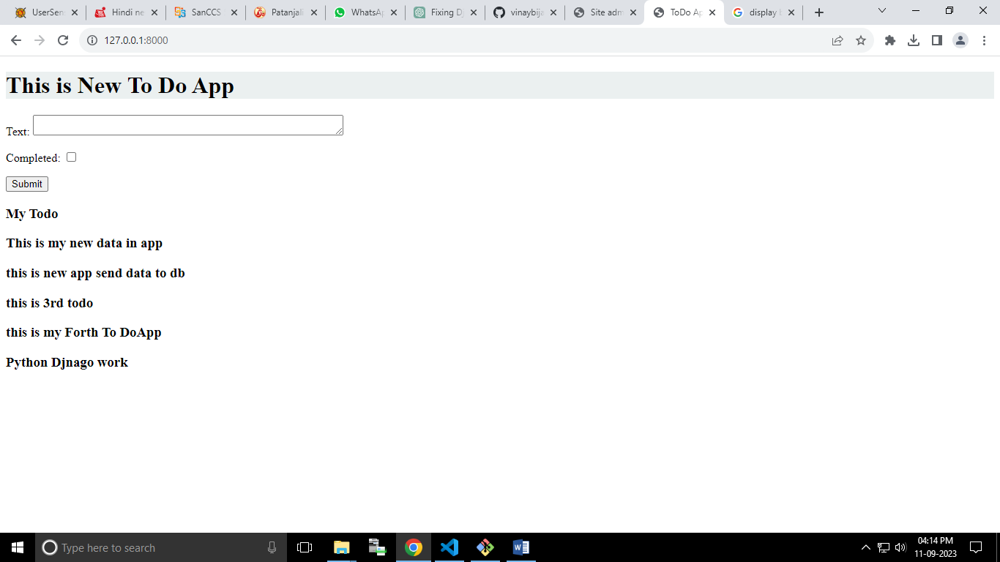 UserSen
Hindi ne
SanCCS
Patanjali
WhatsAp
Fixing Dj
vinaybija
Site adm
ToDo Ap
display
127.0.0.1:8000
This is New To Do App
Text:
Completed:
Submit
My Todo
This is my new data in app
this is new app send data to db
this is 3rd todo
this is my Forth To DoApp
Python Djnago work
Type here to search
04:14 PM
11-09-2023